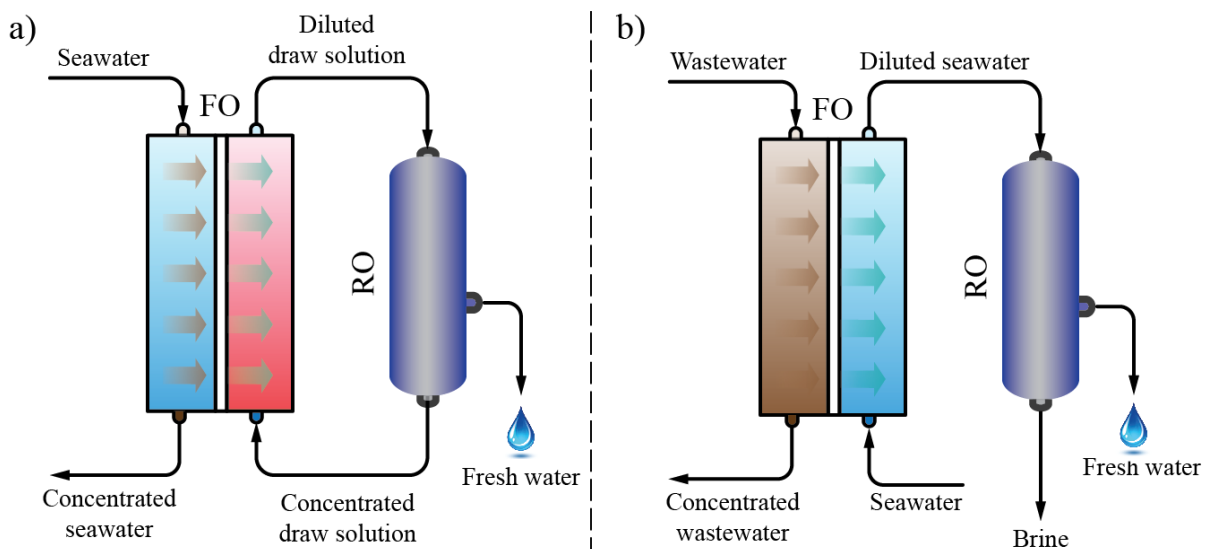 a)
Seawater
Diluted
draw solution
FO
RO
Fresh water
Concentrated
seawater
Concentrated
draw solution
b)
Wastewater
Diluted seawater
FO
RO
Fresh water
Concentrated
wastewater
Seawater
Brine